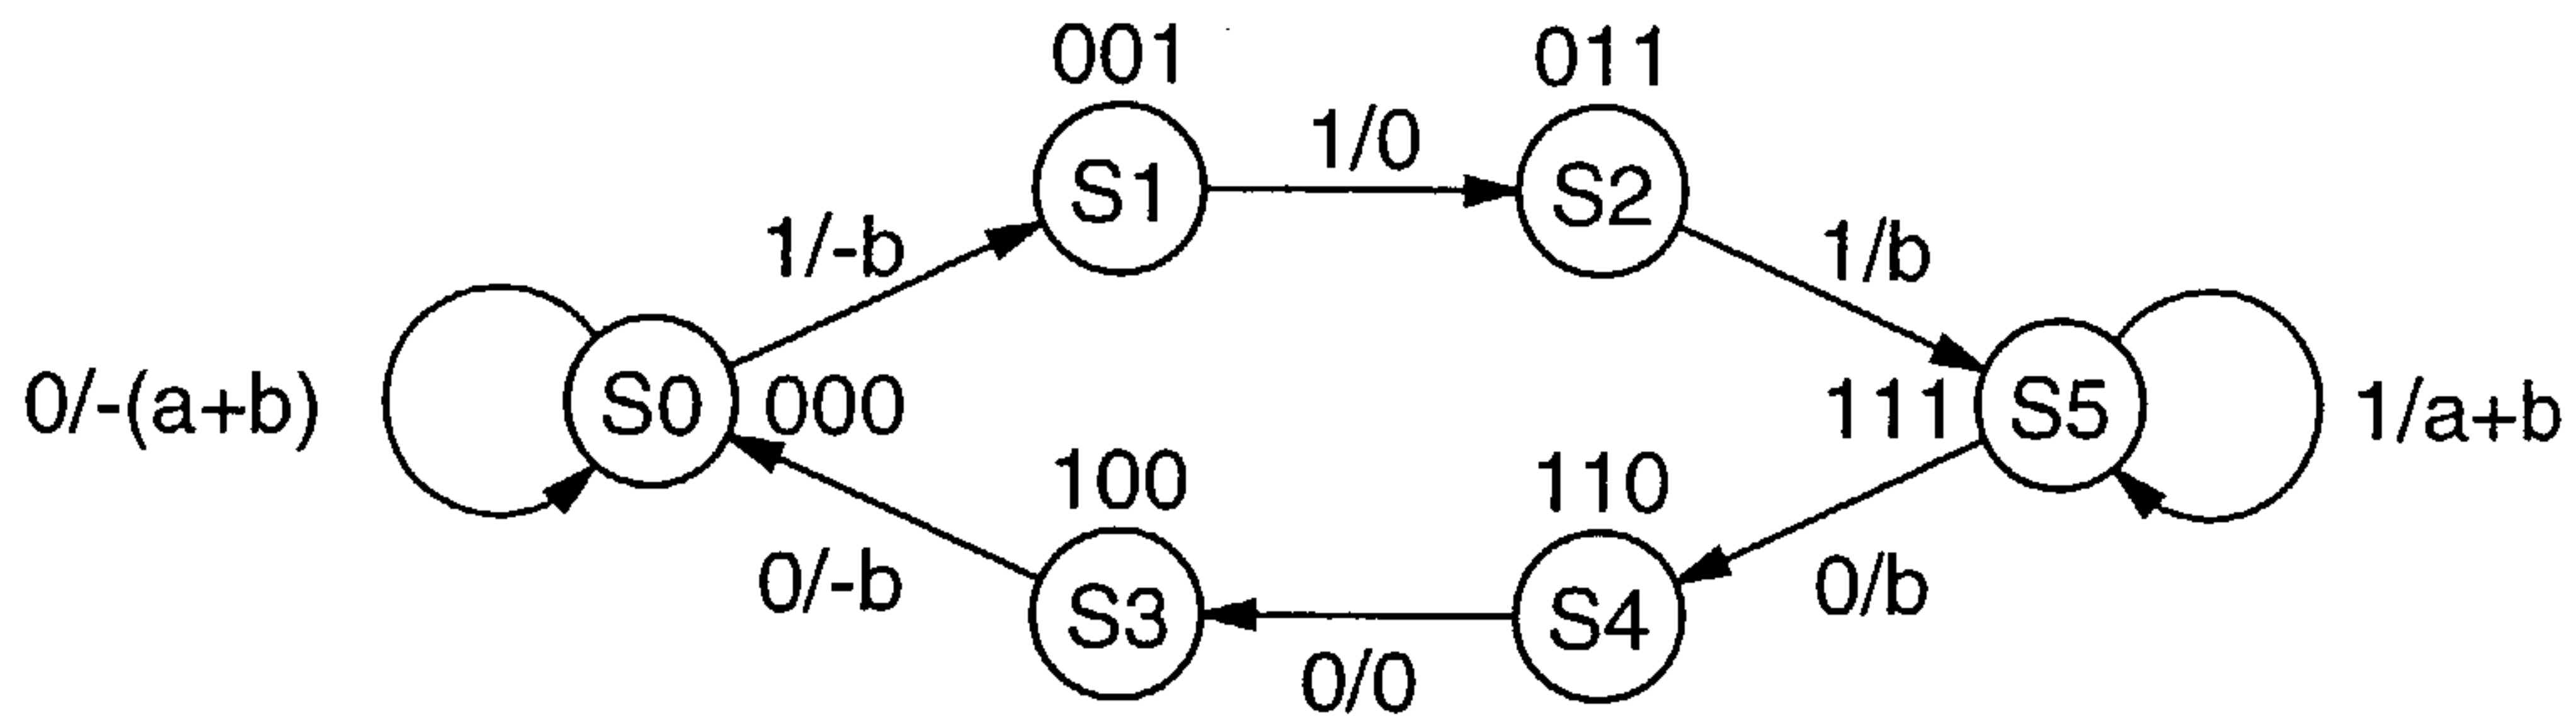 001
011
1/0
S1
S2
1/-b
1/b
0/-(a+b)
S0
000
111
S5
1/a+b
100
110
0/-b
0/b
S3
S4
0/0